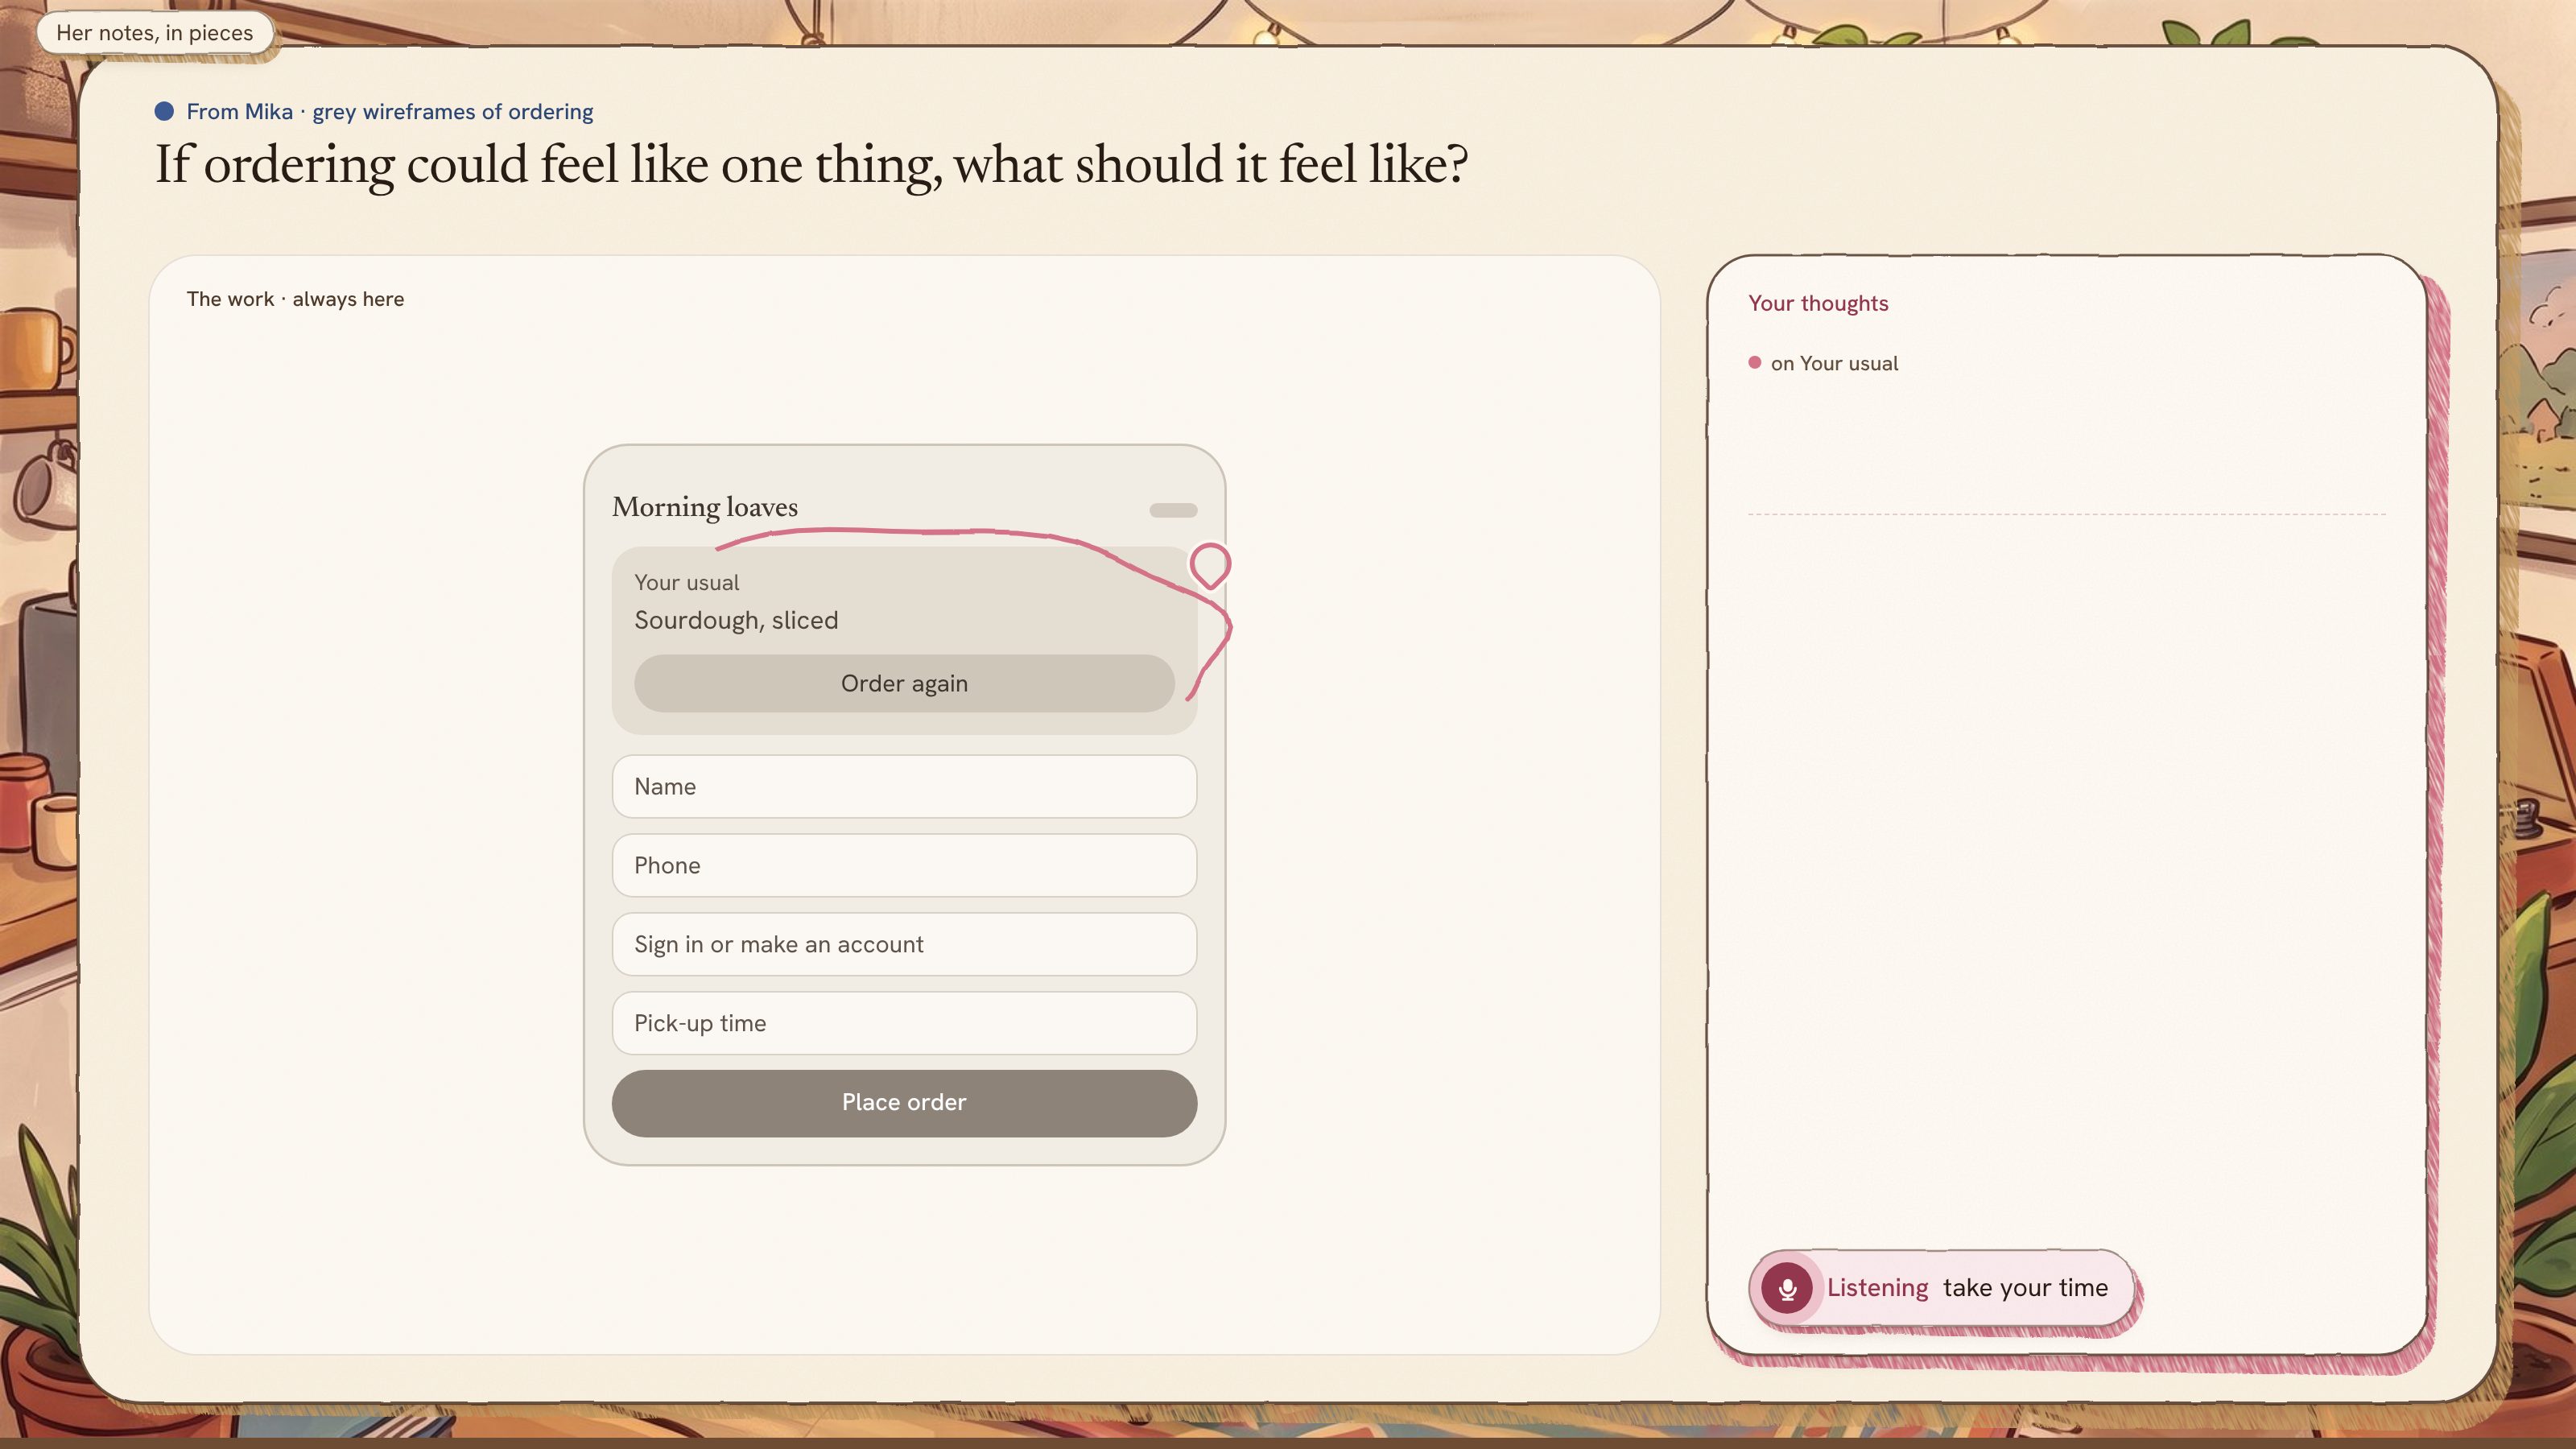 Her notes, in pieces
From Mika · grey wireframes of ordering
If ordering could feel like one thing, what should it feel like?
The work · always here
Morning loaves
Your usual
Sourdough, sliced
Order again
Name
Phone
Sign in or make an account
Pick-up time
Place order
Your thoughts
on Your usual
Listening take your time